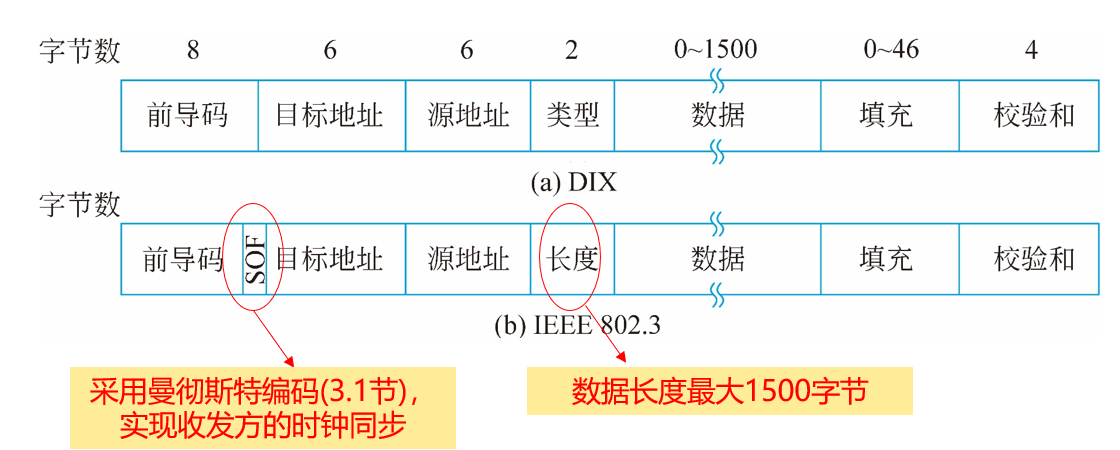 字节数 8 6 6 2 0~1500 0~46 4
前导码 目标地址 源地址 类型 数据 填充 校验和
(a) DIX
字节数
前导码 SOF 目标地址 源地址 长度 数据 填充 校验和
(b) IEEE 802.3
采用曼彻斯特编码(3.1节),
实现收发方的时钟同步
数据长度最大1500字节